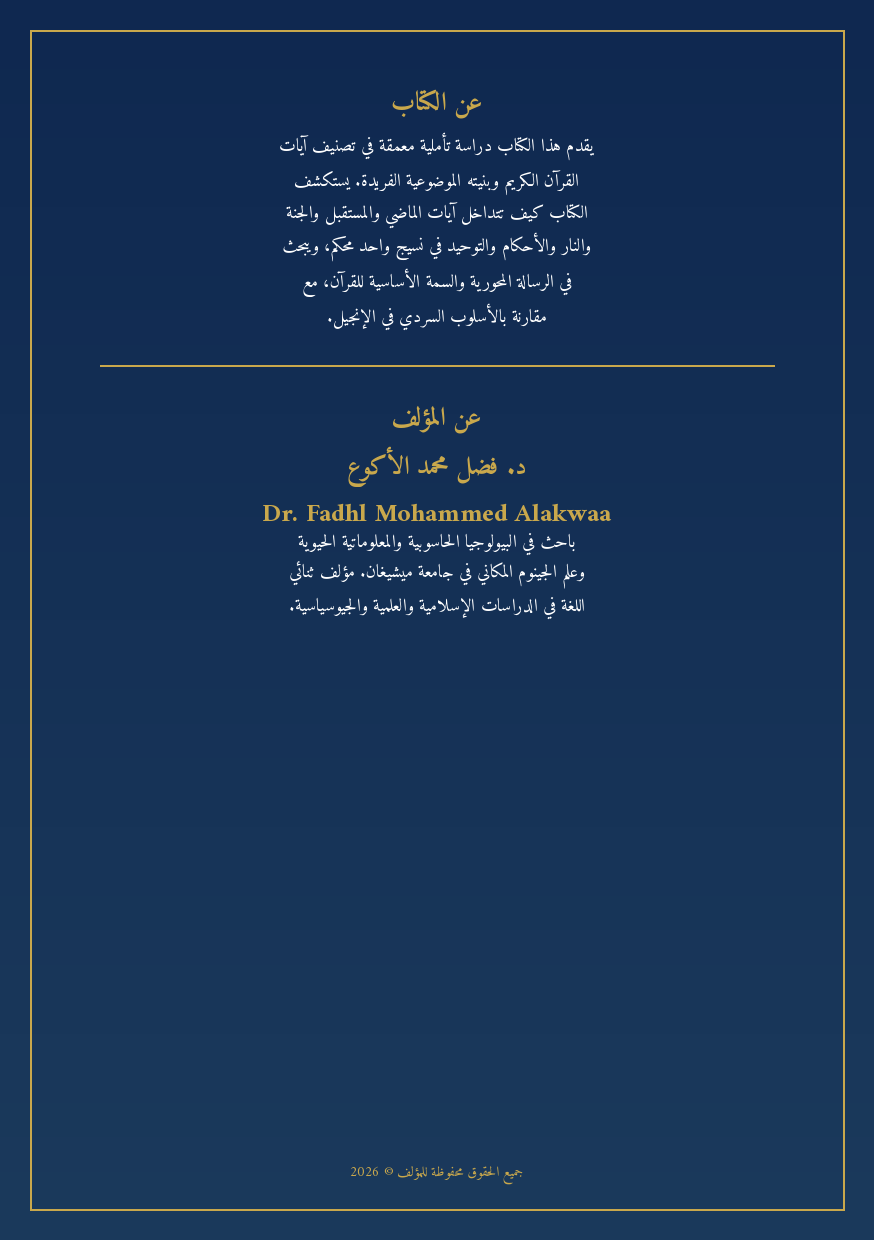 عن الكتاب
يقدم هذا الكتاب دراسة تأملية معمقة في تصنيف آيات
القرآن الكريم وبنيته الموضوعية الفريدة. يستكشف
الكتاب كيف تتداخل آيات الماضي والمستقبل والجنة
والنار والأحكام والتوحيد في نسيج واحد محكم، ويبحث
في الرسالة المحورية والسمة الأساسية للقرآن، مع
مقارنة بالأسلوب السردي في الإنجيل.
عن المؤلف
د. فضل محمد الأكوع
Dr. Fadhl Mohammed Alakwaa
باحث في البيولوجيا الحاسوبية والمعلوماتية الحيوية
وعلم الجينوم المكاني في جامعة ميشيغان. مؤلف ثنائي
اللغة في الدراسات الإسلامية والعلمية والجيوسياسية.
جميع الحقوق محفوظة للمؤلف © 2026